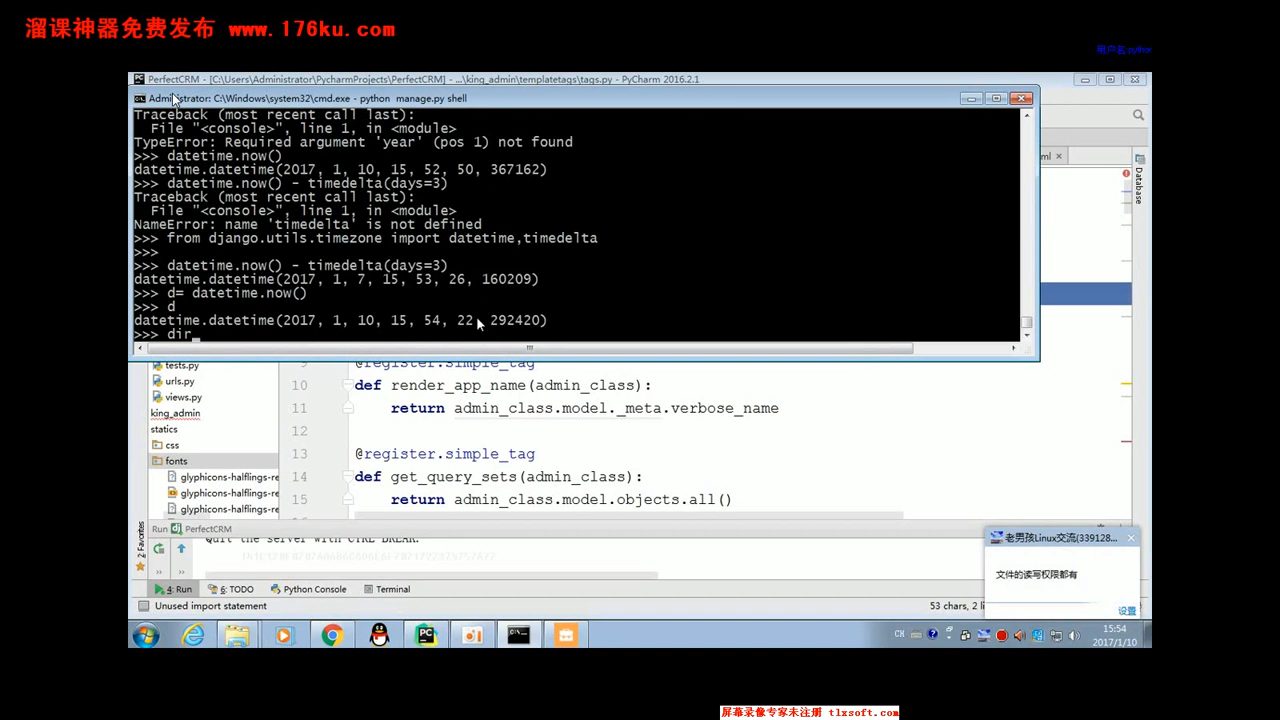 溜课神器免费发布 www.176ku.com
用户名:python
PerfectCRM - [C:\Users\Administrator\PycharmProjects\PerfectCRM] - ...\king_admin\templatetags\tags.py - PyCharm 2016.2.1
Administrator: C:\Windows\system32\cmd.exe - python manage.py shell
Traceback (most recent call last):
File "<console>", line 1, in <module>
TypeError: Required argument 'year' (pos 1) not found
>>> datetime.now()
datetime.datetime(2017, 1, 10, 15, 52, 50, 367162)
>>> datetime.now() - timedelta(days=3)
Traceback (most recent call last):
File "<console>", line 1, in <module>
NameError: name 'timedelta' is not defined
>>> from django.utils.timezone import datetime,timedelta
>>>
>>> datetime.now() - timedelta(days=3)
datetime.datetime(2017, 1, 7, 15, 53, 26, 160209)
>>> d= datetime.now()
>>> d
datetime.datetime(2017, 1, 10, 15, 54, 22, 292420)
>>> dir
ml
Database
tests.py
urls.py
views.py
king_admin
statics
css
fonts
glyphicons-halflings-re
glyphicons-halflings-re
glyphicons-halflings-re
9 @register.simple_tag
10 def render_app_name(admin_class):
11 return admin_class.model._meta.verbose_name
12
13 @register.simple_tag
14 def get_query_sets(admin_class):
15 return admin_class.model.objects.all()
2: Favorites
Run PerfectCRM
Quit the server with CTRL-BREAK.
4: Run 6: TODO Python Console Terminal
Unused import statement
53 chars, 2 li
老男孩Linux交流(339128...
文件的读写权限都有
设置
CH
15:54
2017/1/10
屏幕录像专家未注册 tlxsoft.com